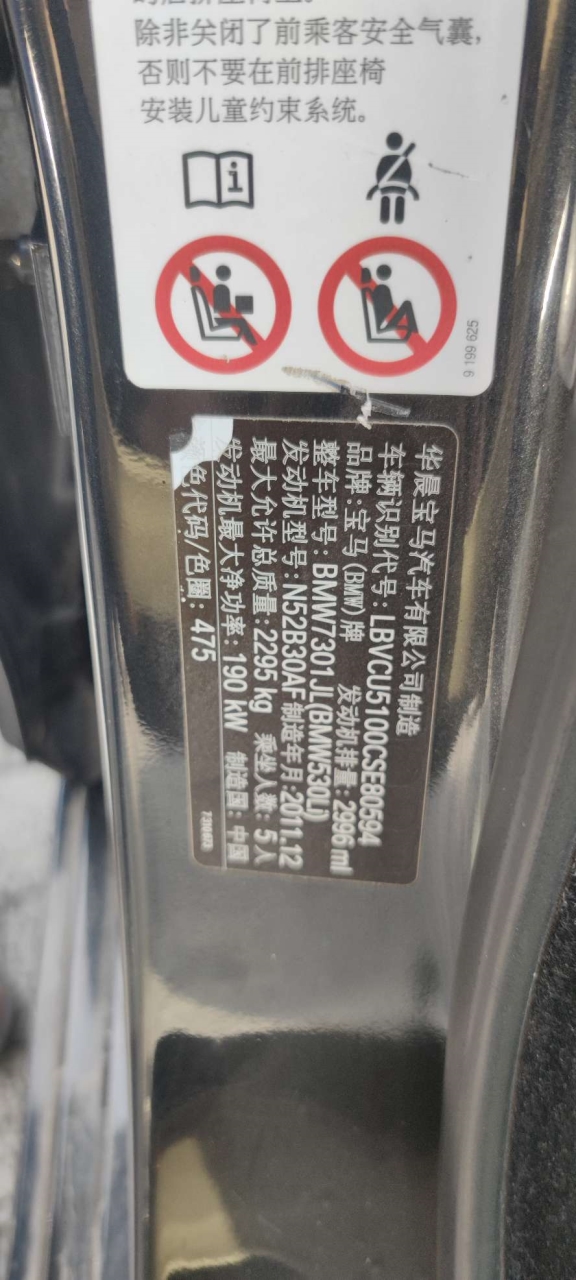 除非关闭了前乘客安全气囊，
否则不要在前排座椅
安装儿童约束系统。
9 199 625
华晨宝马汽车有限公司制造
车辆识别代号: LBVCU5100CSE80594
品牌: 宝马(BMW)牌 发动机排量: 2996 ml
整车型号: BMW7301JL(BMW530L)
发动机型号: N52B30AF 制造年月: 2011.12
最大允许总质量: 2295 kg 乘坐人数: 5人
发动机最大净功率: 190 kW 制造国: 中国
色代码/色圈: 475